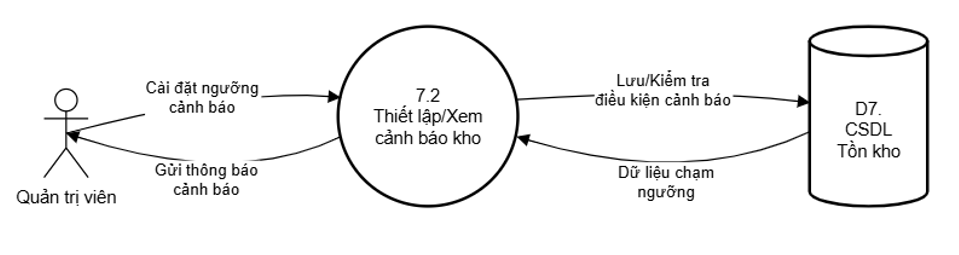 Cài đặt ngưỡng
cảnh báo
7.2
Thiết lập/Xem
cảnh báo kho
Lưu/Kiểm tra
điều kiện cảnh báo
D7.
CSDL
Tồn kho
Gửi thông báo
cảnh báo
Dữ liệu chạm
ngưỡng
Quản trị viên